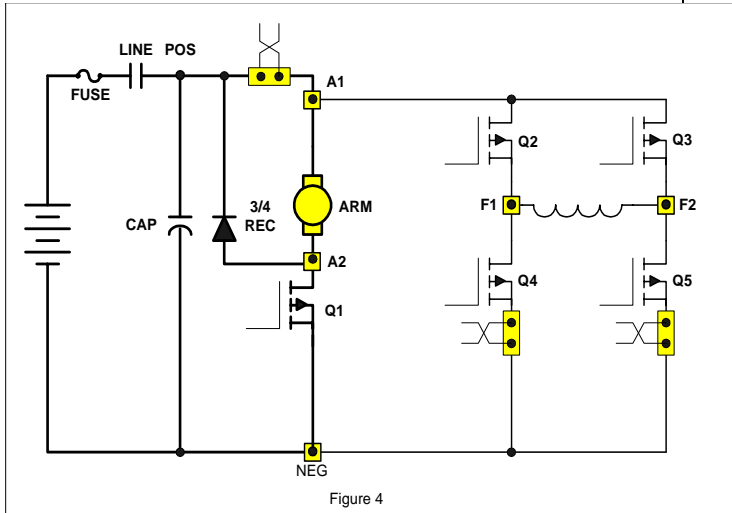 LINE POS
FUSE
A1
Q2
Q3
3/4
REC
ARM
CAP
F1
F2
A2
Q4
Q5
Q1
NEG
Figure 4